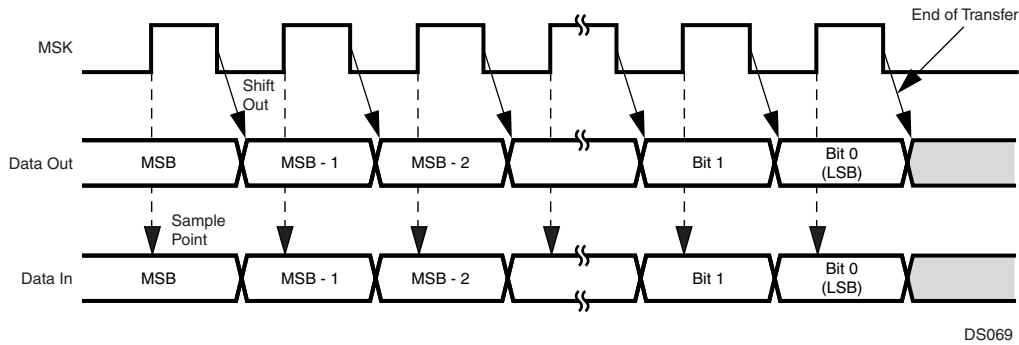 End of Transfer
MSK
Shift
Out
Data Out
MSB
MSB - 1
MSB - 2
Bit 1
Bit 0
(LSB)
Sample
Point
Data In
MSB
MSB - 1
MSB - 2
Bit 1
Bit 0
(LSB)
DS069